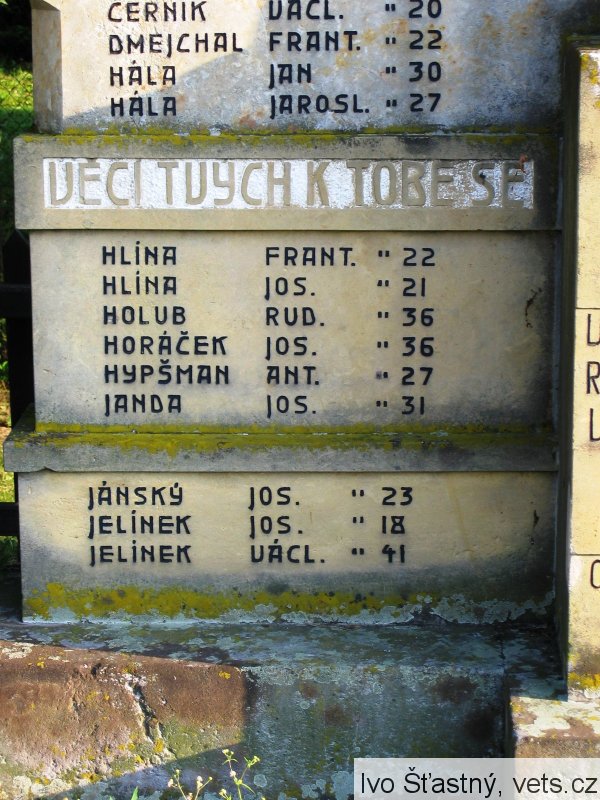 ČERNÍK VÁCL. " 20
DMEJCHAL FRANT. " 22
HÁLA JAN " 30
HÁLA JAROSL. " 27
VĚCI TVÝCH K TOBĚ SE
HLÍNA FRANT. " 22
HLÍNA JOS. " 21
HOLUB RUD. " 36
HORÁČEK JOS. " 36
HYPŠMAN ANT. " 27
JANDA JOS. " 31
JÁNSKÝ JOS. " 23
JELÍNEK JOS. " 18
JELÍNEK VÁCL. " 41
Ivo Šťastný, vets.cz